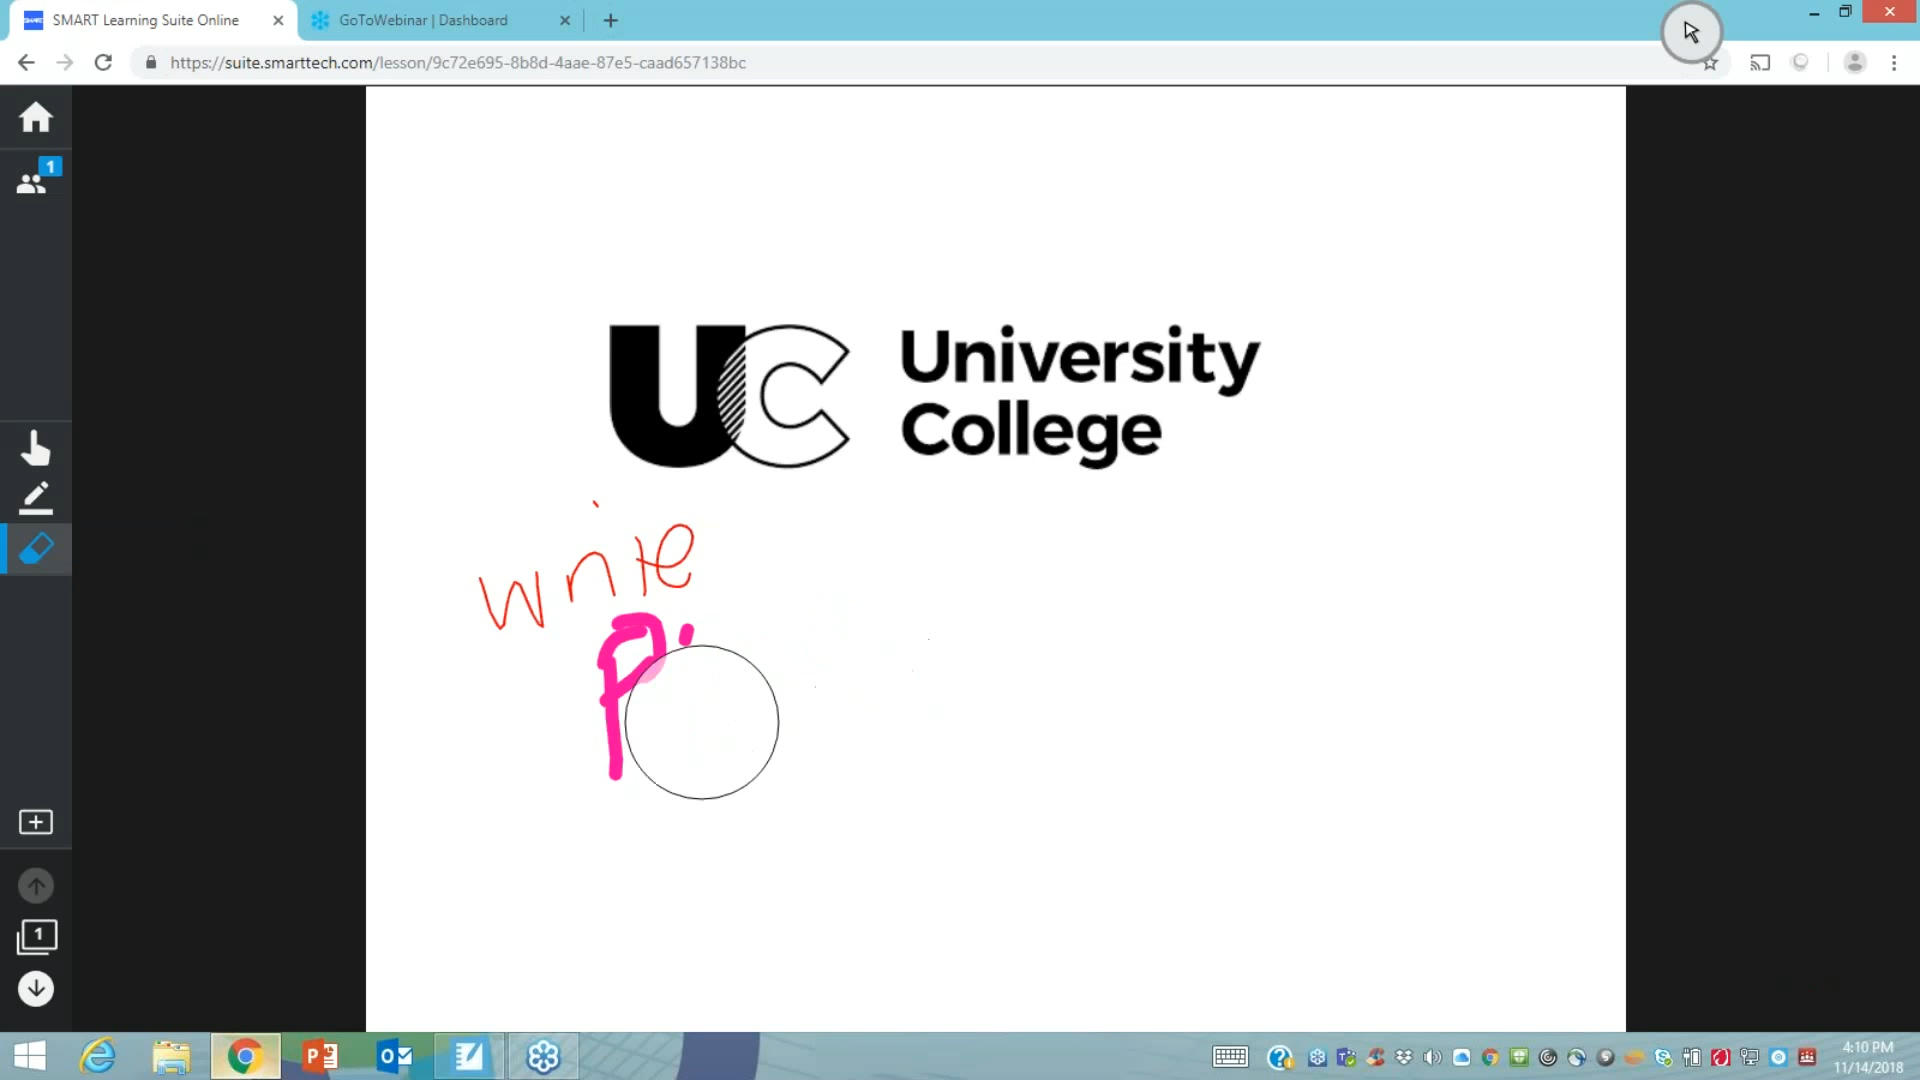 SMART Learning Suite Online
GoToWebinar | Dashboard
https://suite.smarttech.com/lesson/9c72e695-8b8d-4aae-87e5-caad657138bc
1
UC University
College
write
P
1
4:10 PM
11/14/2018